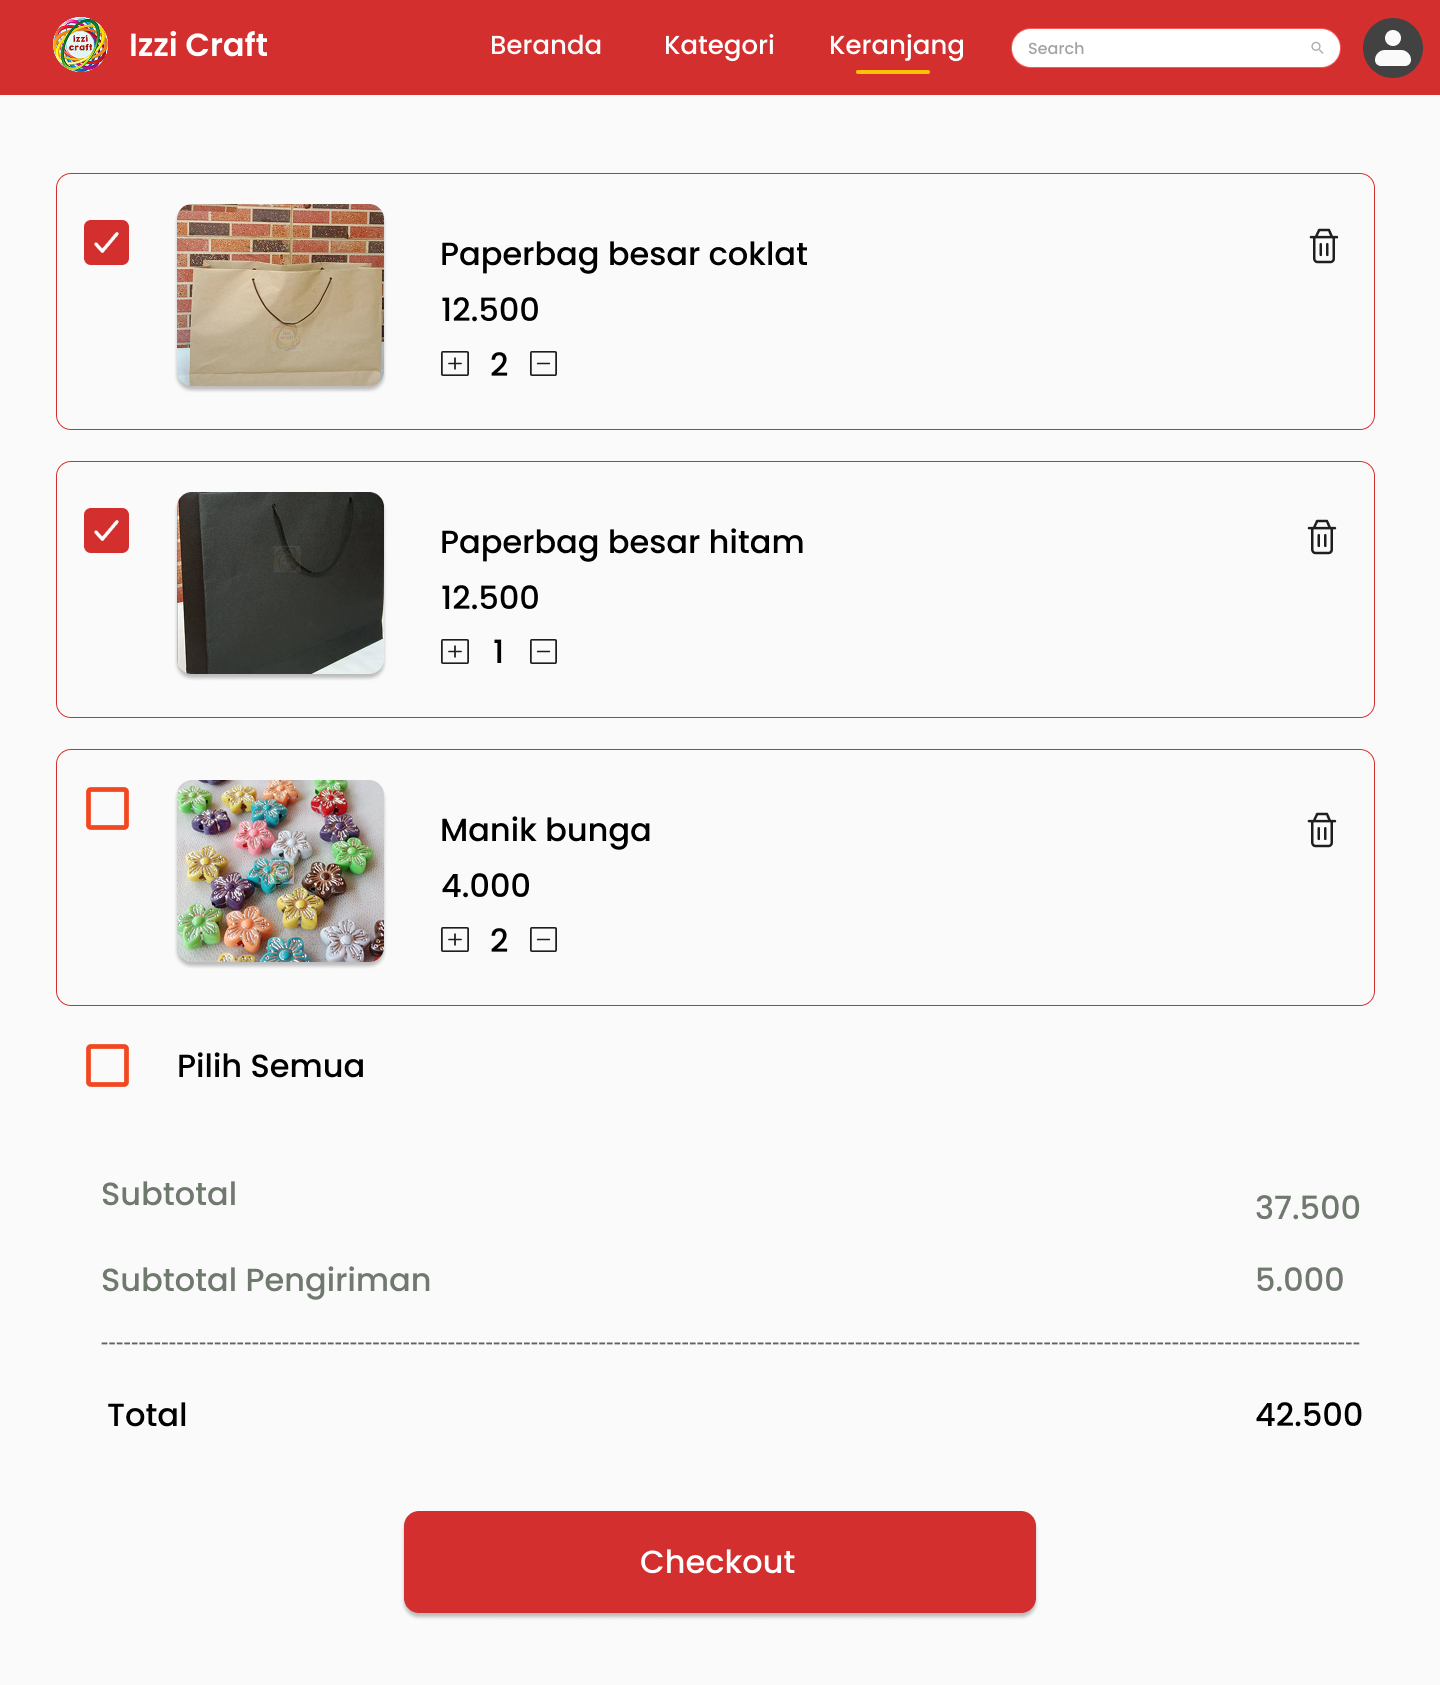 izzi
craft
Izzi Craft
Beranda
Kategori
Keranjang
Search
Paperbag besar coklat
12.500
2
Paperbag besar hitam
12.500
1
Manik bunga
4.000
2
Pilih Semua
Subtotal
37.500
Subtotal Pengiriman
5.000
Total
42.500
Checkout